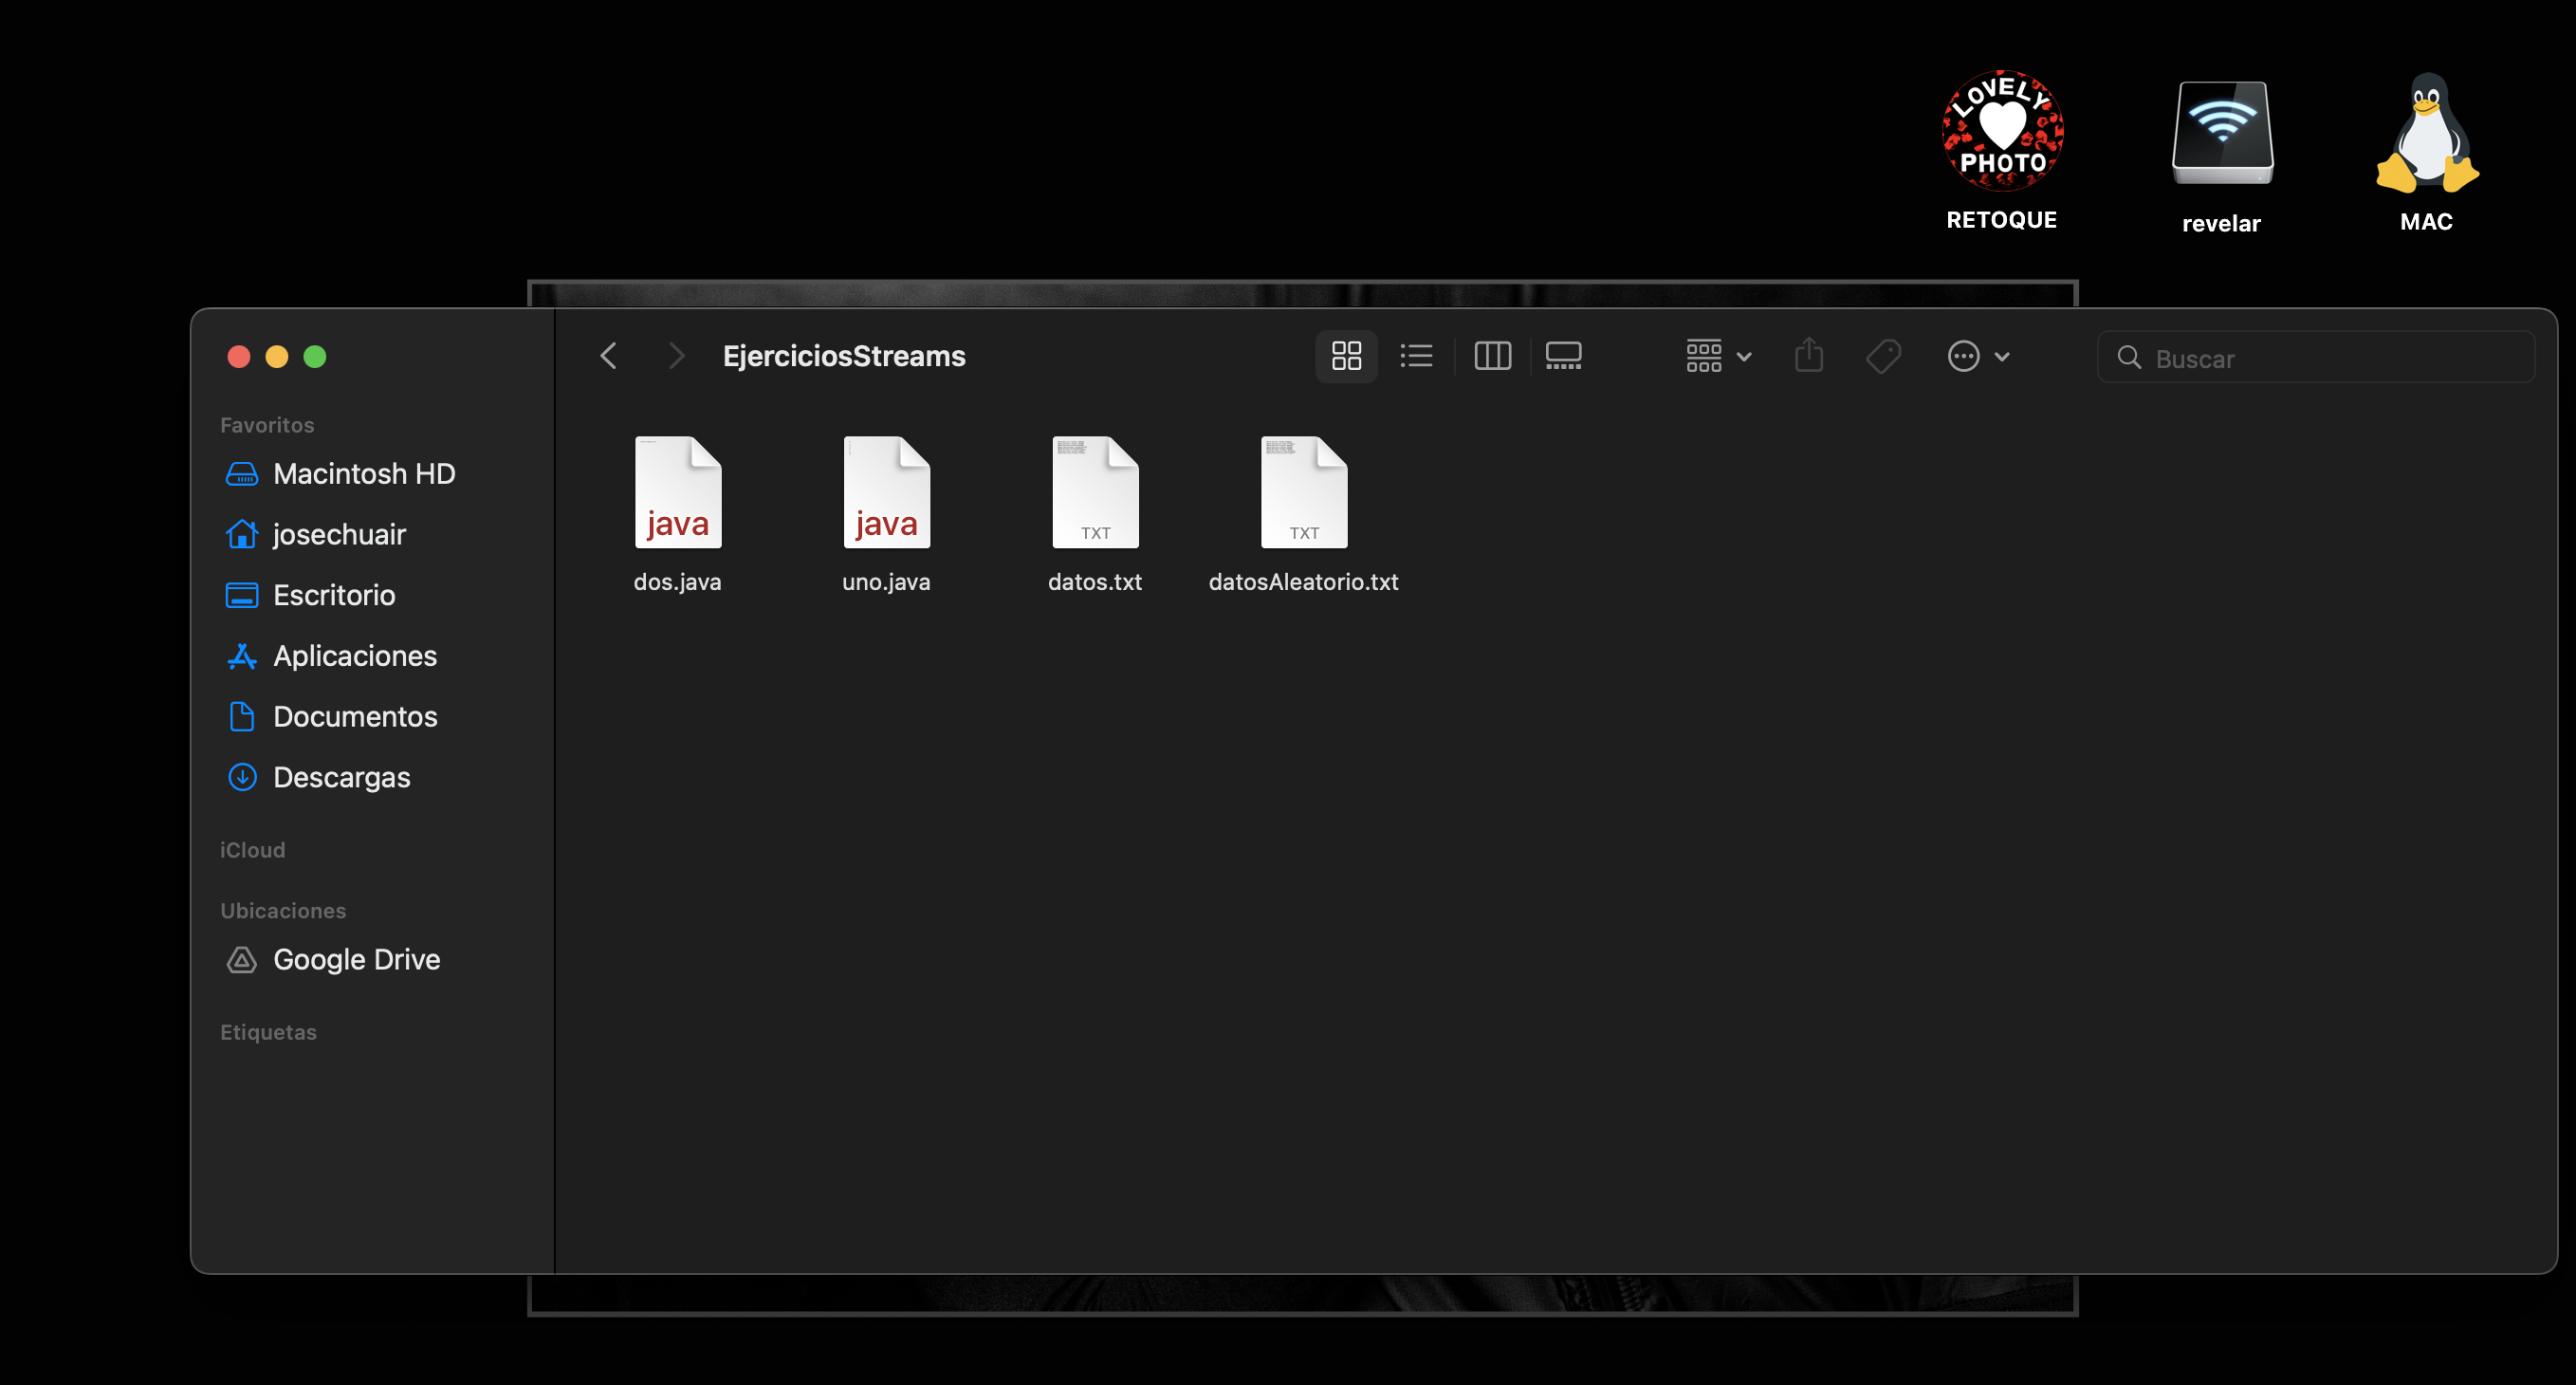 LOVELY
PHOTO
RETOQUE
revelar
MAC
EjerciciosStreams
Buscar
Favoritos
Macintosh HD
josechuair
Escritorio
Aplicaciones
Documentos
Descargas
iCloud
Ubicaciones
Google Drive
Etiquetas
java
java
TXT
TXT
dos.java
uno.java
datos.txt
datosAleatorio.txt